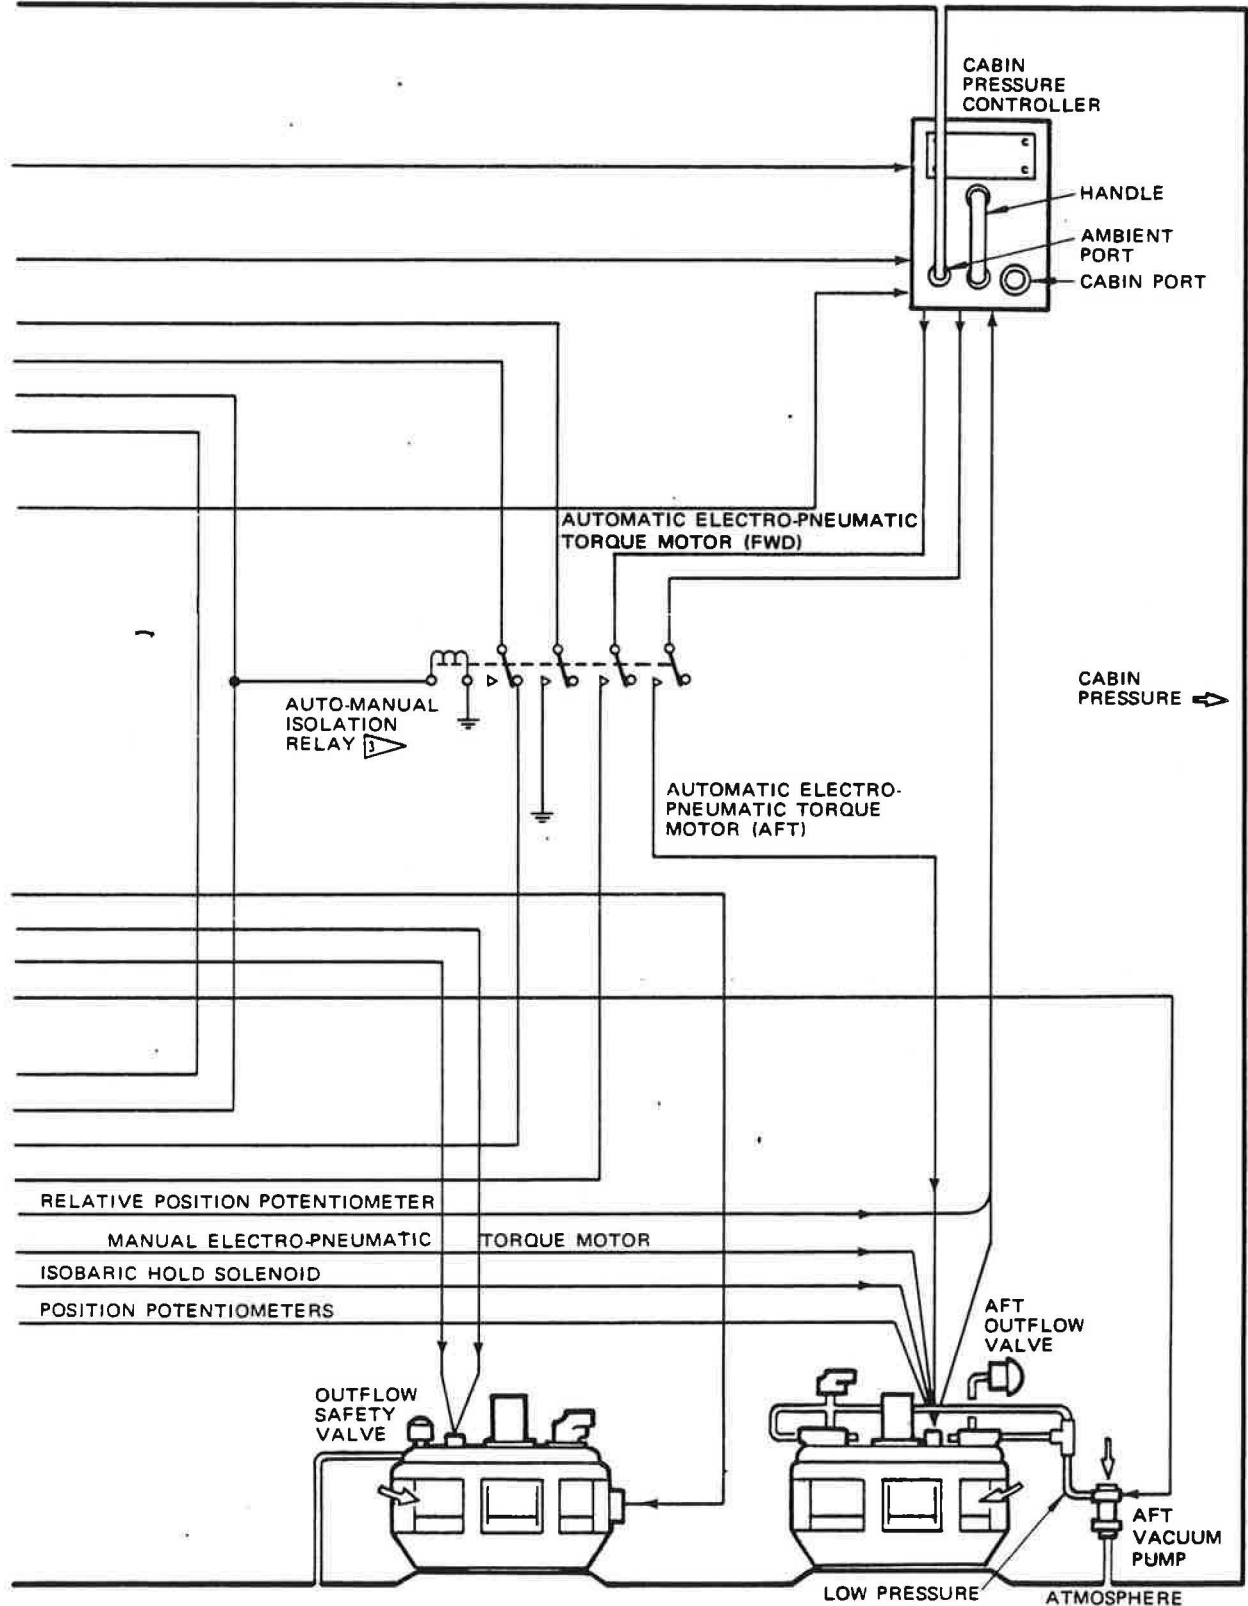 CABIN
PRESSURE
CONTROLLER
C
C
HANDLE
AMBIENT
PORT
CABIN PORT
AUTOMATIC ELECTRO-PNEUMATIC
TORQUE MOTOR (FWD)
AUTO-MANUAL
ISOLATION
RELAY 3
CABIN
PRESSURE
AUTOMATIC ELECTRO-
PNEUMATIC TORQUE
MOTOR (AFT)
RELATIVE POSITION POTENTIOMETER
MANUAL ELECTRO-PNEUMATIC TORQUE MOTOR
ISOBARIC HOLD SOLENOID
POSITION POTENTIOMETERS
AFT
OUTFLOW
VALVE
OUTFLOW
SAFETY
VALVE
AFT
VACUUM
PUMP
LOW PRESSURE
ATMOSPHERE